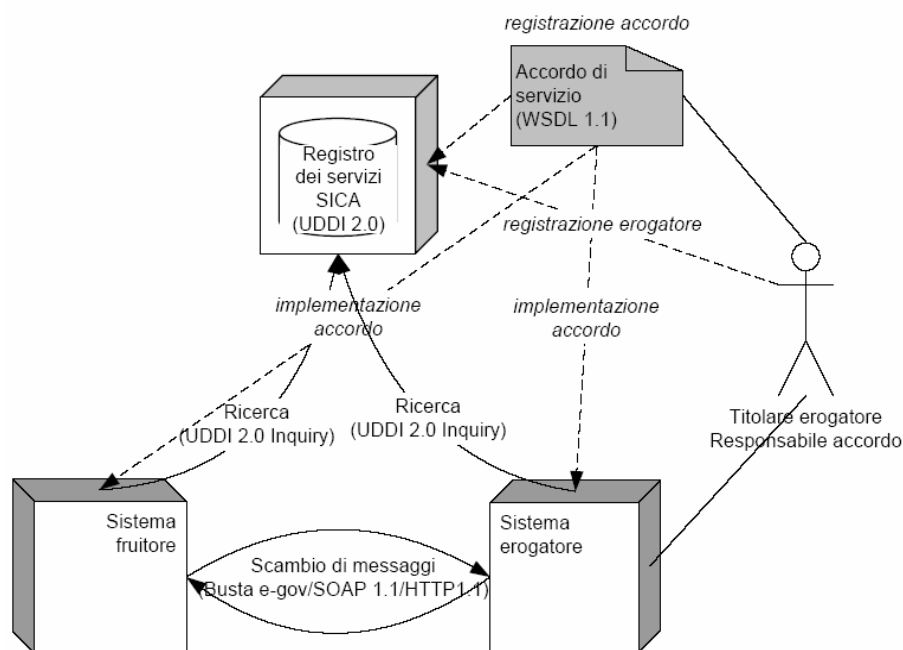 registrazione accordo
Accordo di
servizio
(WSDL 1.1)
Registro
dei servizi
SICA
(UDDI 2.0)
registrazione erogatore
implementazione
accordo
implementazione
accordo
Ricerca
(UDDI 2.0 Inquiry)
Ricerca
(UDDI 2.0 Inquiry)
Titolare erogatore
Responsabile accordo
Sistema
fruitore
Sistema
erogatore
Scambio di messaggi
(Busta e-gov/SOAP 1.1/HTTP1.1)